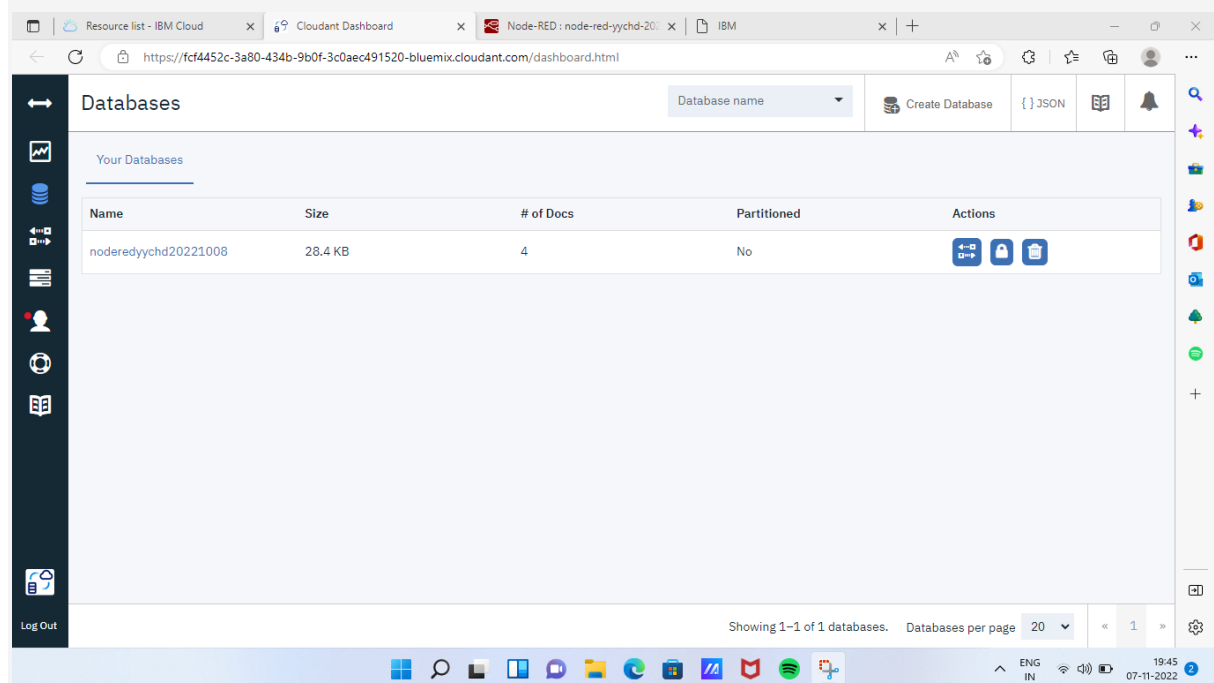 Resource list - IBM Cloud
Cloudant Dashboard
Node-RED : node-red-yychd-202
IBM
https://fcf4452c-3a80-434b-9b0f-3c0aec491520-bluemix.cloudant.com/dashboard.html
Databases
Database name
Create Database
{ } JSON
Your Databases
Name Size # of Docs Partitioned Actions
noderedyychd20221008 28.4 KB 4 No
Log Out
Showing 1–1 of 1 databases. Databases per page 20 « 1 »
ENG
IN
19:45
07-11-2022
2